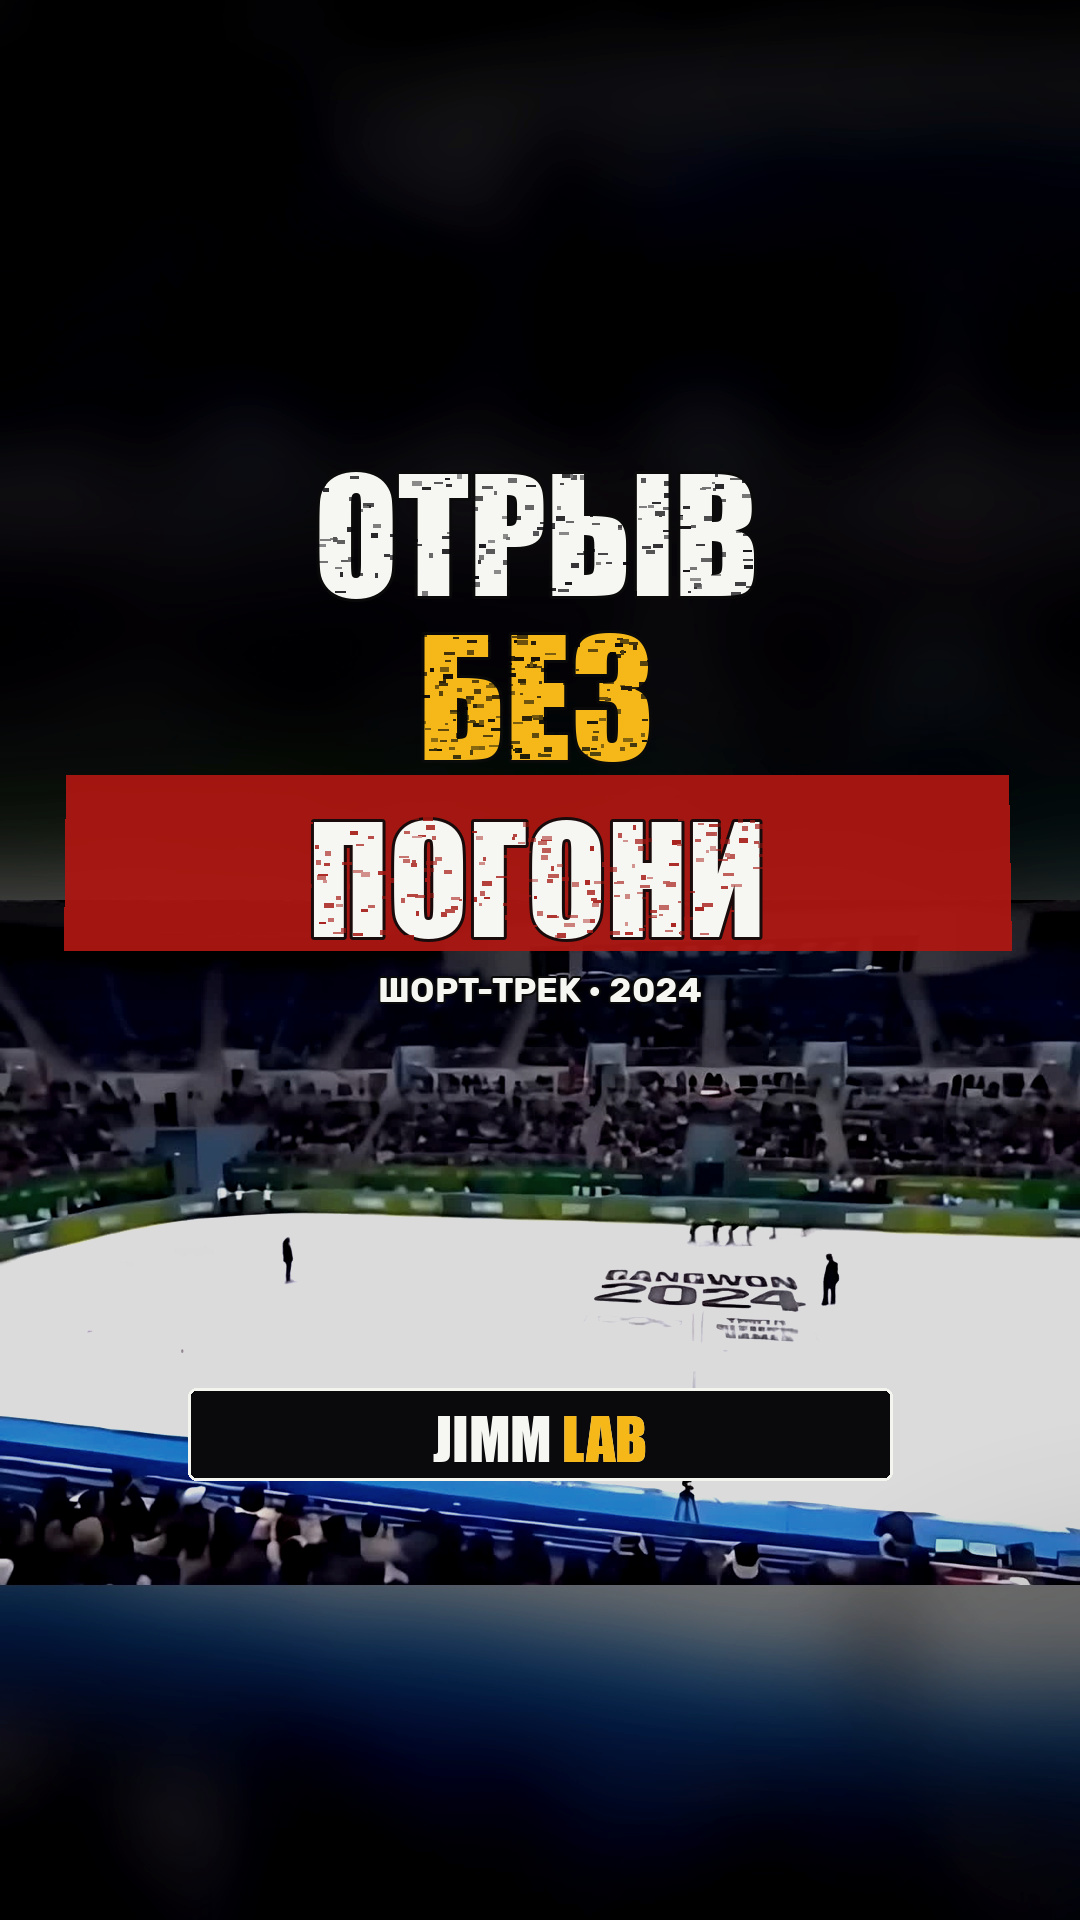 ОТРЫВ
БЕЗ
ПОГОНИ
ШОРТ-ТРЕК • 2024
GANGWON
2024
JIMM LAB